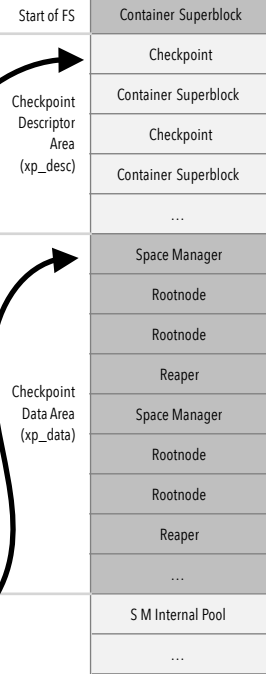 Start of FS
Container Superblock
Checkpoint
Descriptor
Area
(xp_desc)
Checkpoint
Container Superblock
Checkpoint
Container Superblock
...
Checkpoint
Data Area
(xp_data)
Space Manager
Rootnode
Rootnode
Reaper
Space Manager
Rootnode
Rootnode
Reaper
...
S M Internal Pool
...